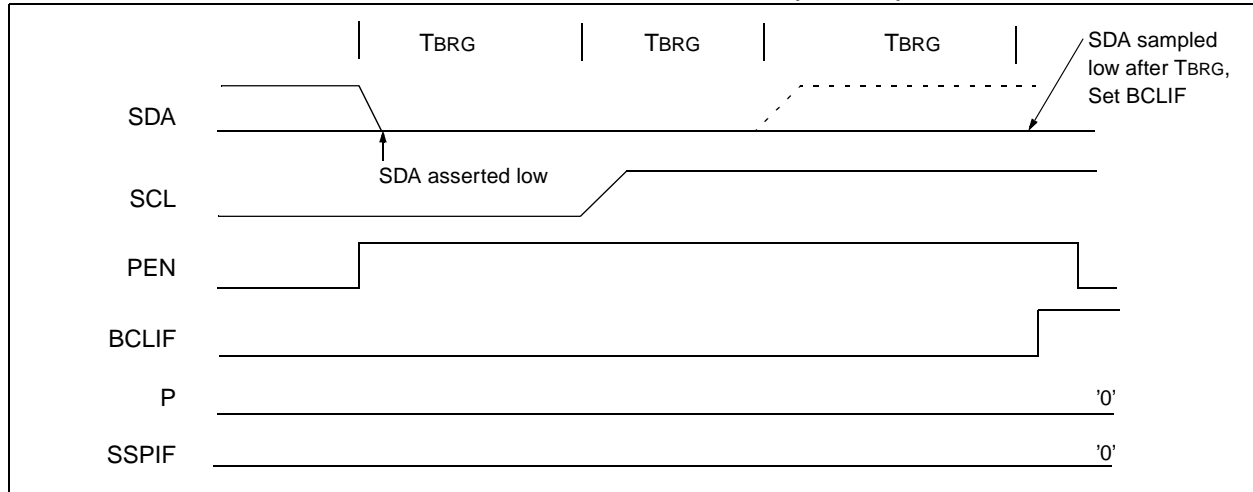 TBRG TBRG TBRG
SDA sampled
low after TBRG,
Set BCLIF
SDA
SDA asserted low
SCL
PEN
BCLIF
P '0'
SSPIF '0'